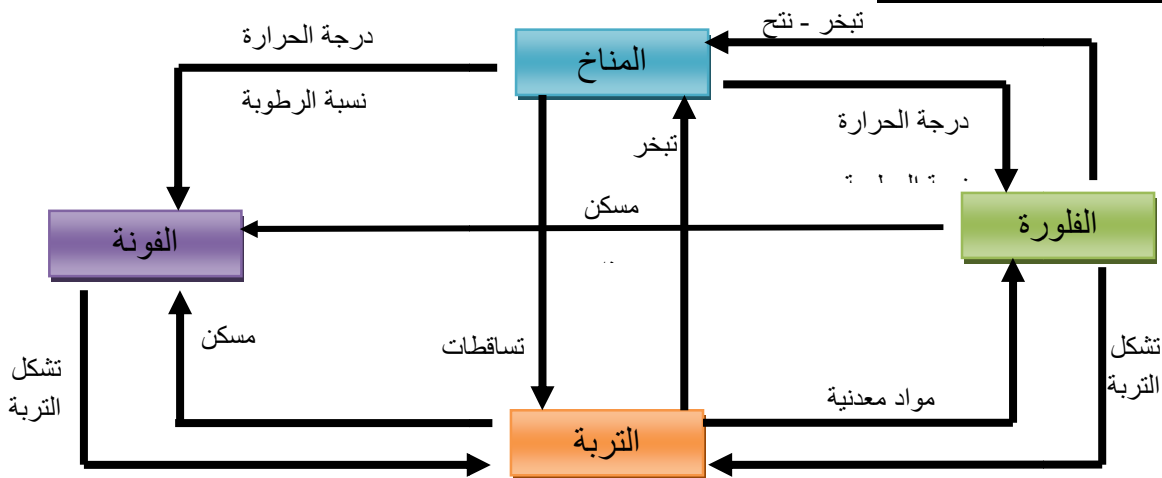 تبخر - نتح
درجة الحرارة
المناخ
نسبة الرطوبة
درجة الحرارة
تبخر
مسكن
الفلورة
الفونة
مسكن
تساقطات
تشكل
التربة
تشكل
التربة
مواد معدنية
التربة